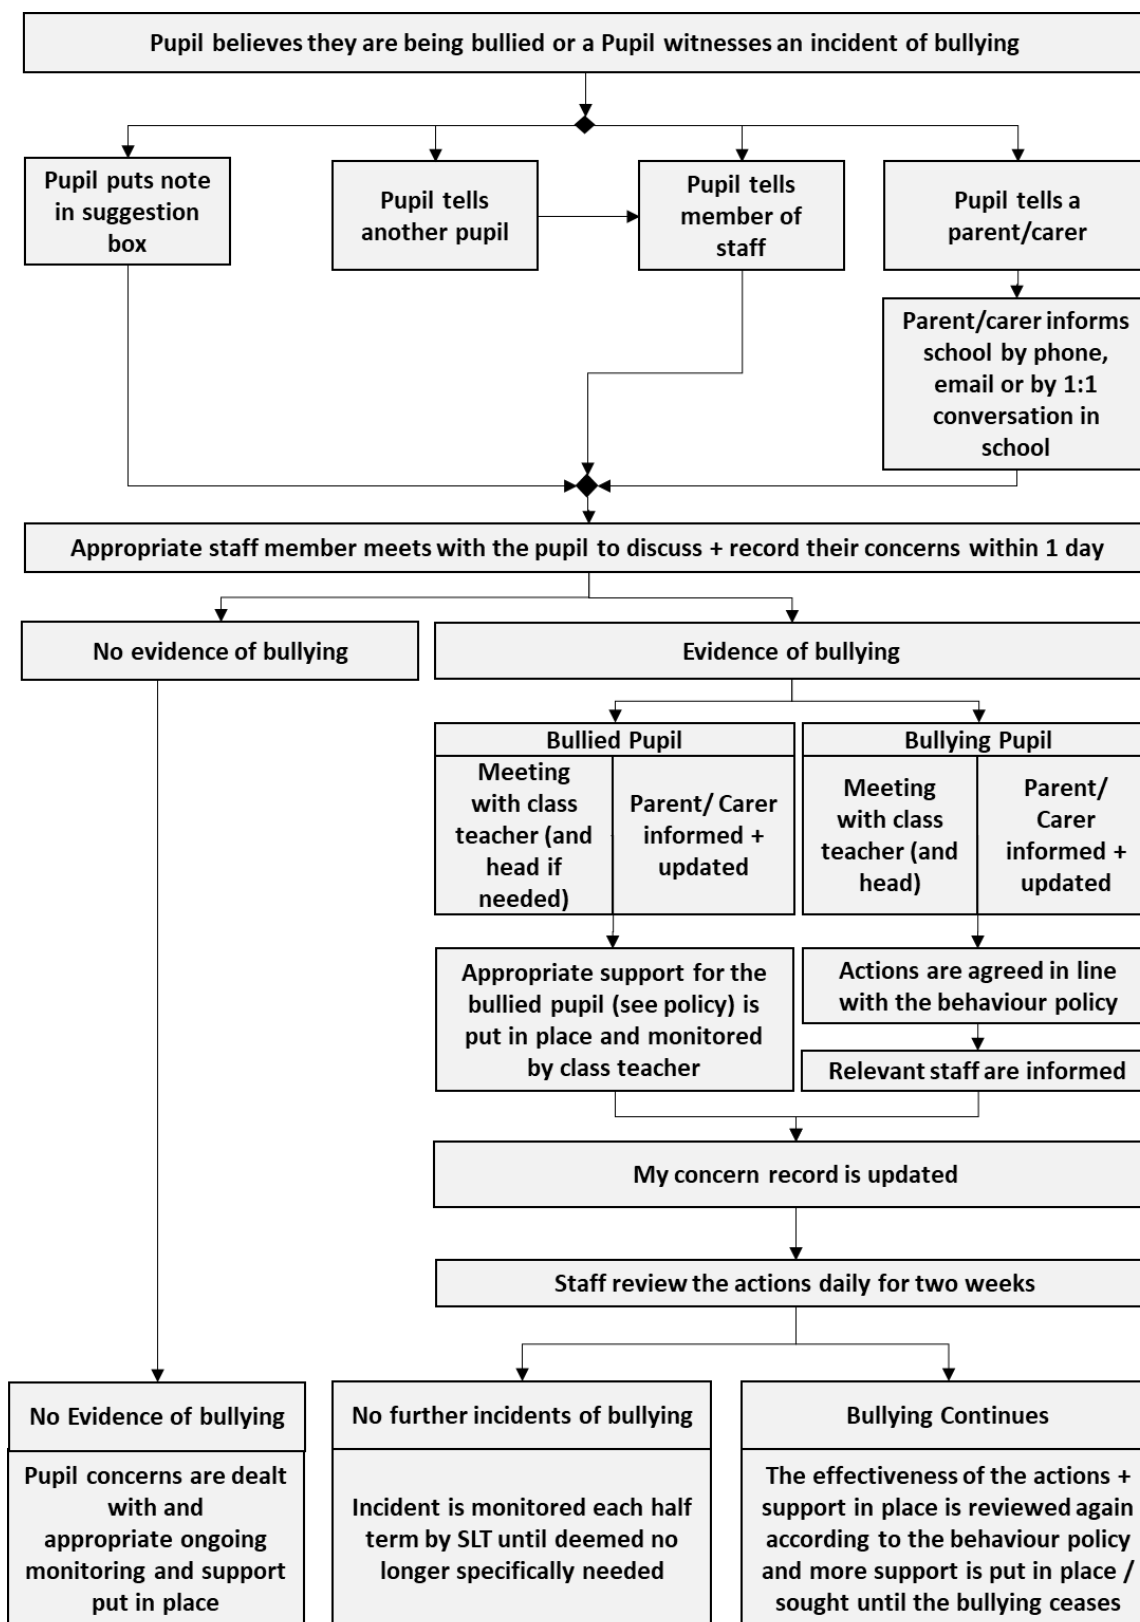 Pupil believes they are being bullied or a Pupil witnesses an incident of bullying
Pupil puts note
in suggestion
box
Pupil tells
another pupil
Pupil tells
member of
staff
Pupil tells a
parent/carer
Parent/carer informs
school by phone,
email or by 1:1
conversation in
school
Appropriate staff member meets with the pupil to discuss + record their concerns within 1 day
No evidence of bullying
Evidence of bullying
Bullied Pupil
Meeting
with class
teacher (and
head if
needed)
Parent/ Carer
informed +
updated
Bullying Pupil
Meeting
with class
teacher (and
head)
Parent/
Carer
informed +
updated
Appropriate support for the
bullied pupil (see policy) is
put in place and monitored
by class teacher
Actions are agreed in line
with the behaviour policy
Relevant staff are informed
My concern record is updated
Staff review the actions daily for two weeks
No Evidence of bullying
Pupil concerns are dealt
with and
appropriate ongoing
monitoring and support
put in place
No further incidents of bullying
Incident is monitored each half
term by SLT until deemed no
longer specifically needed
Bullying Continues
The effectiveness of the actions +
support in place is reviewed again
according to the behaviour policy
and more support is put in place /
sought until the bullying ceases